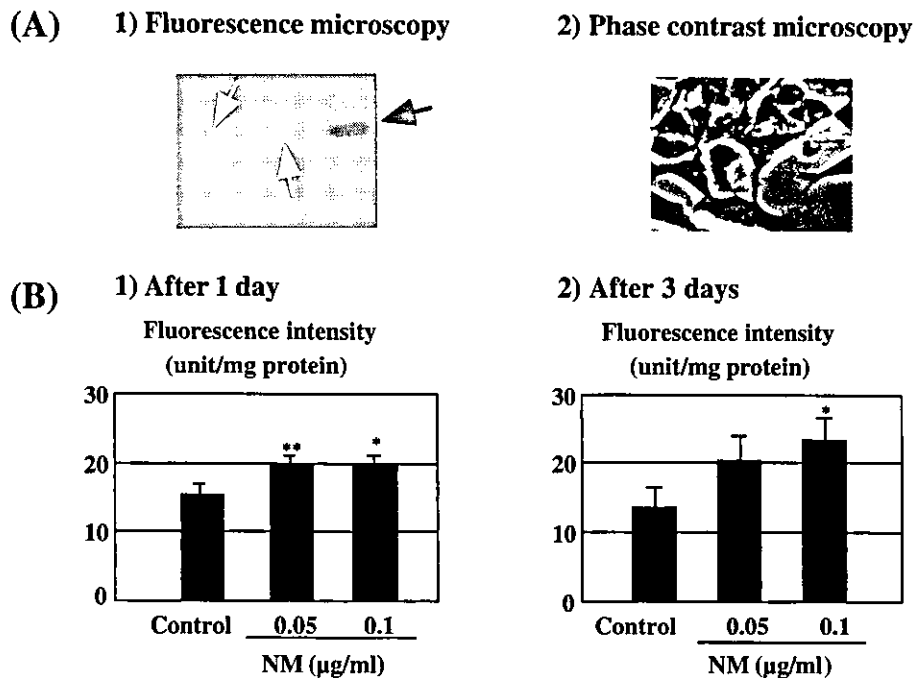 (A) 1) Fluorescence microscopy 2) Phase contrast microscopy
(B) 1) After 1 day 2) After 3 days
Fluorescence intensity
(unit/mg protein)
30
20
10
0
** *
Control 0.05 0.1
NM (µg/ml)
Fluorescence intensity
(unit/mg protein)
30
20
10
0
*
Control 0.05 0.1
NM (µg/ml)